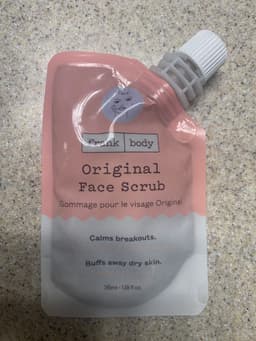 frank body
Original
Face Scrub
Gommage pour le visage Original
Calms breakouts.
Buffs away dry skin.